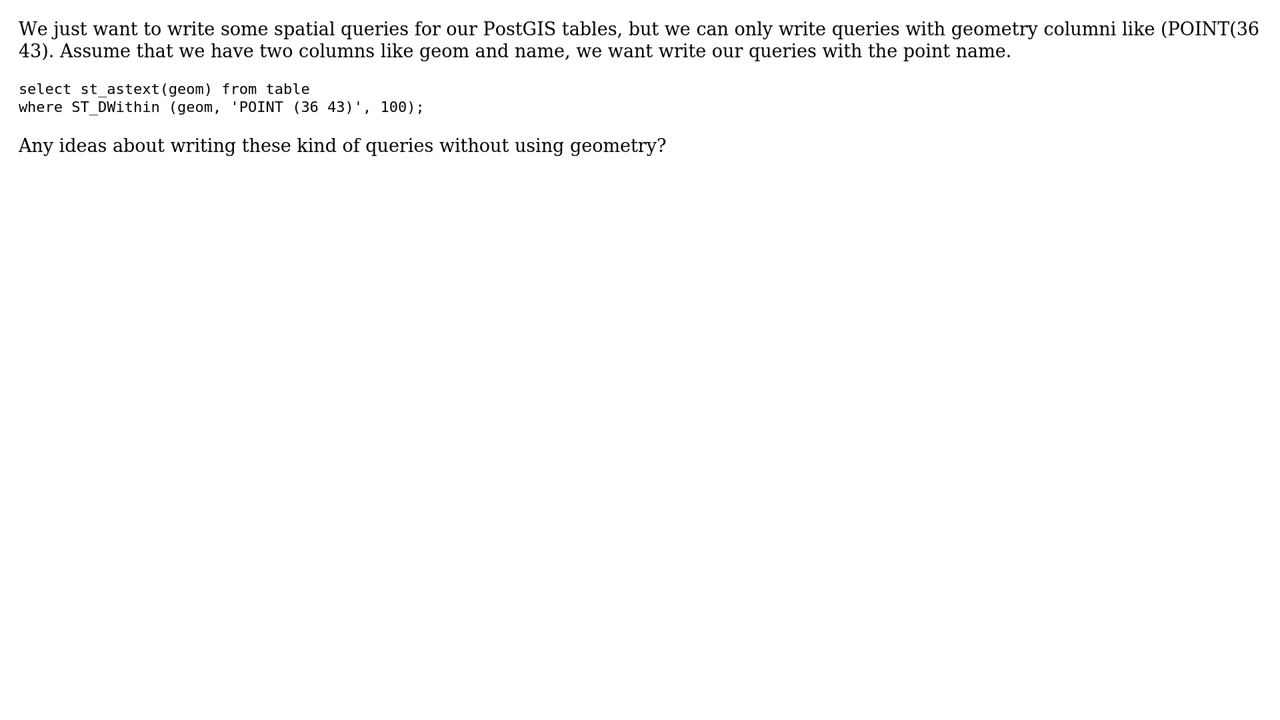 We just want to write some spatial queries for our PostGIS tables, but we can only write queries with geometry columni like (POINT(36
43). Assume that we have two columns like geom and name, we want write our queries with the point name.
select st_astext(geom) from table
where ST_DWithin (geom, 'POINT (36 43)', 100);
Any ideas about writing these kind of queries without using geometry?